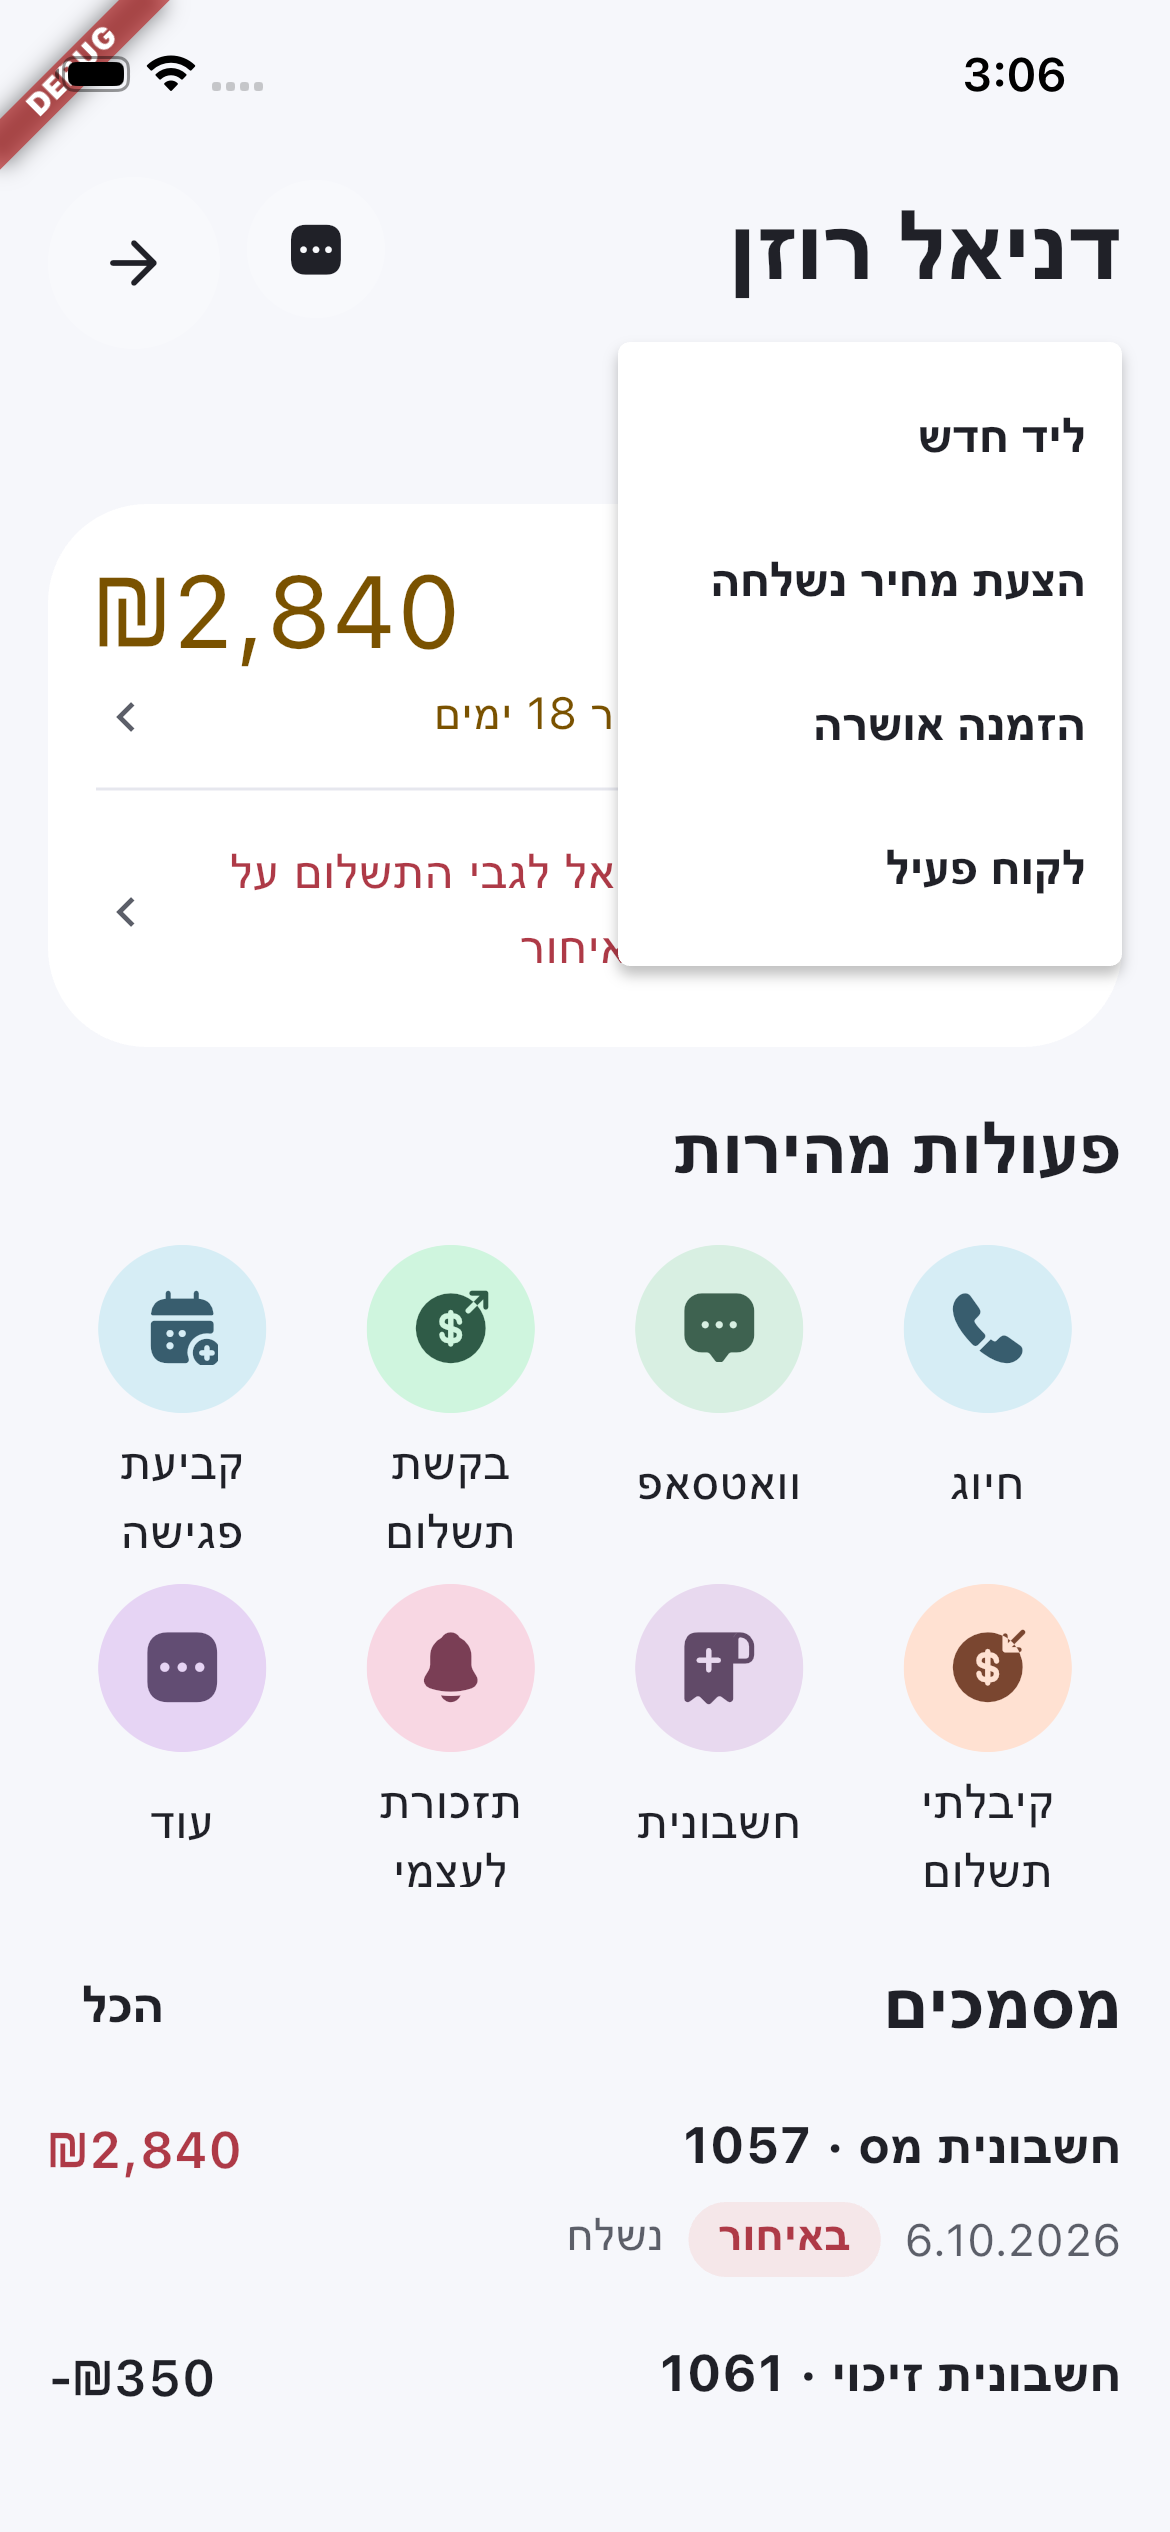 DEBUG
3:06
דניאל רוזן
ליד חדש
הצעת מחיר נשלחה
הזמנה אושרה
לקוח פעיל
₪2,840
18 ימים
לגבי התשלום על
פעולות מהירות
חיוג
וואטסאפ
בקשת
תשלום
קביעת
פגישה
קיבלתי
תשלום
חשבונית
תזכורת
לעצמי
עוד
מסמכים
הכל
חשבונית מס · 1057
₪2,840
6.10.2026
באיחור
נשלח
חשבונית זיכוי · 1061
-₪350